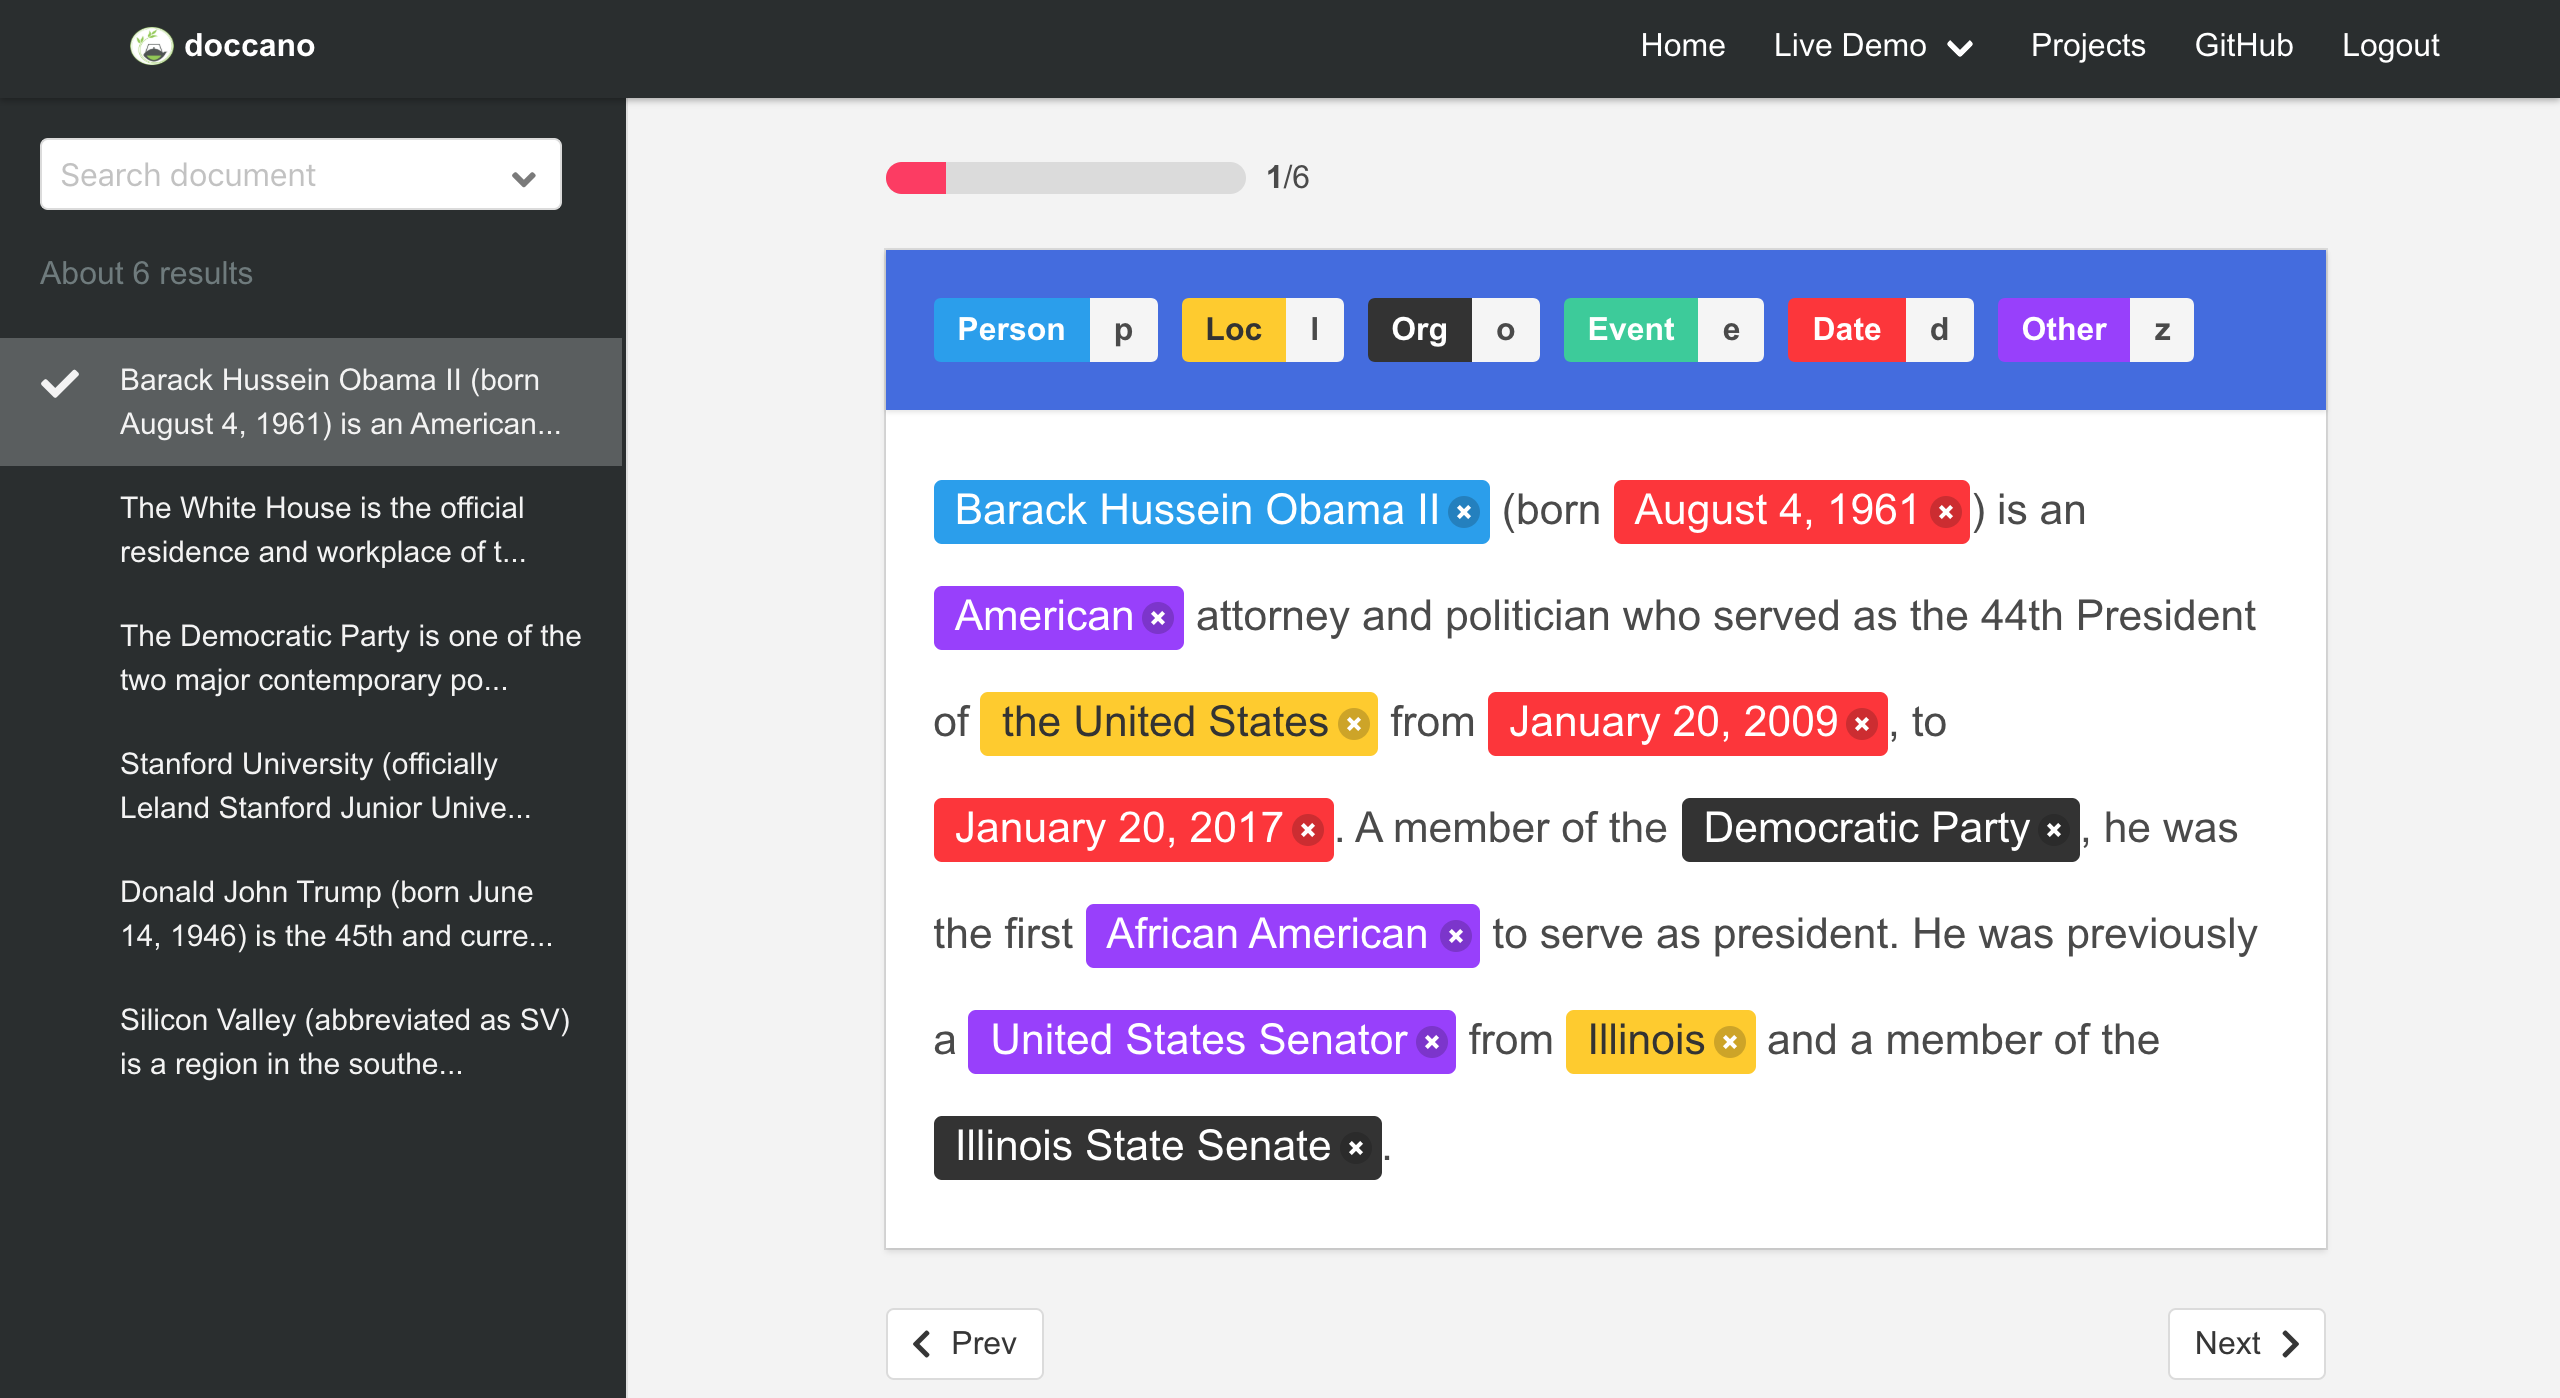 doccano
Home Live Demo Projects GitHub Logout
Search document
About 6 results
Barack Hussein Obama II (born
August 4, 1961) is an American...
The White House is the official
residence and workplace of t...
The Democratic Party is one of the
two major contemporary po...
Stanford University (officially
Leland Stanford Junior Unive...
Donald John Trump (born June
14, 1946) is the 45th and curre...
Silicon Valley (abbreviated as SV)
is a region in the southe...
1/6
Person p Loc l Org o Event e Date d Other z
Barack Hussein Obama II (born August 4, 1961) is an
American attorney and politician who served as the 44th President
of the United States from January 20, 2009, to
January 20, 2017. A member of the Democratic Party, he was
the first African American to serve as president. He was previously
a United States Senator from Illinois and a member of the
Illinois State Senate.
Prev
Next